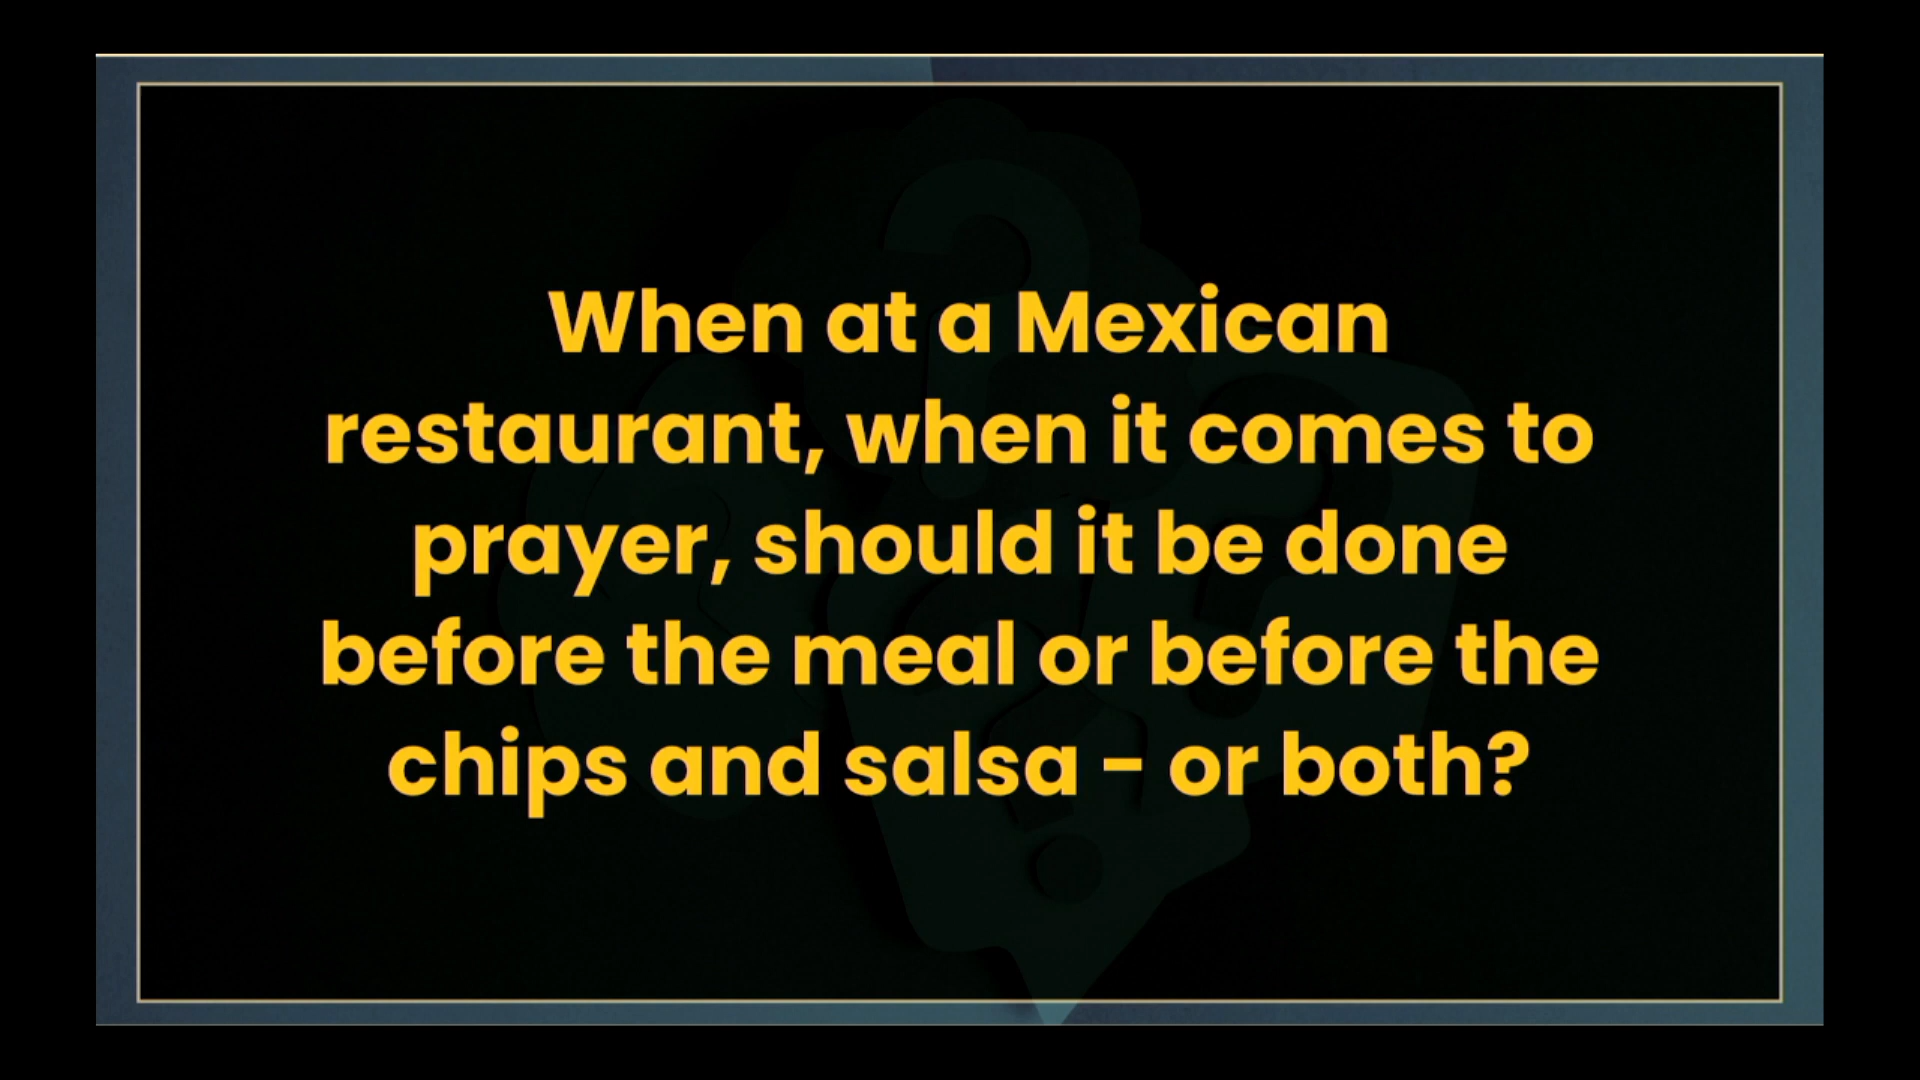 When at a Mexican
restaurant, when it comes to
prayer, should it be done
before the meal or before the
chips and salsa - or both?